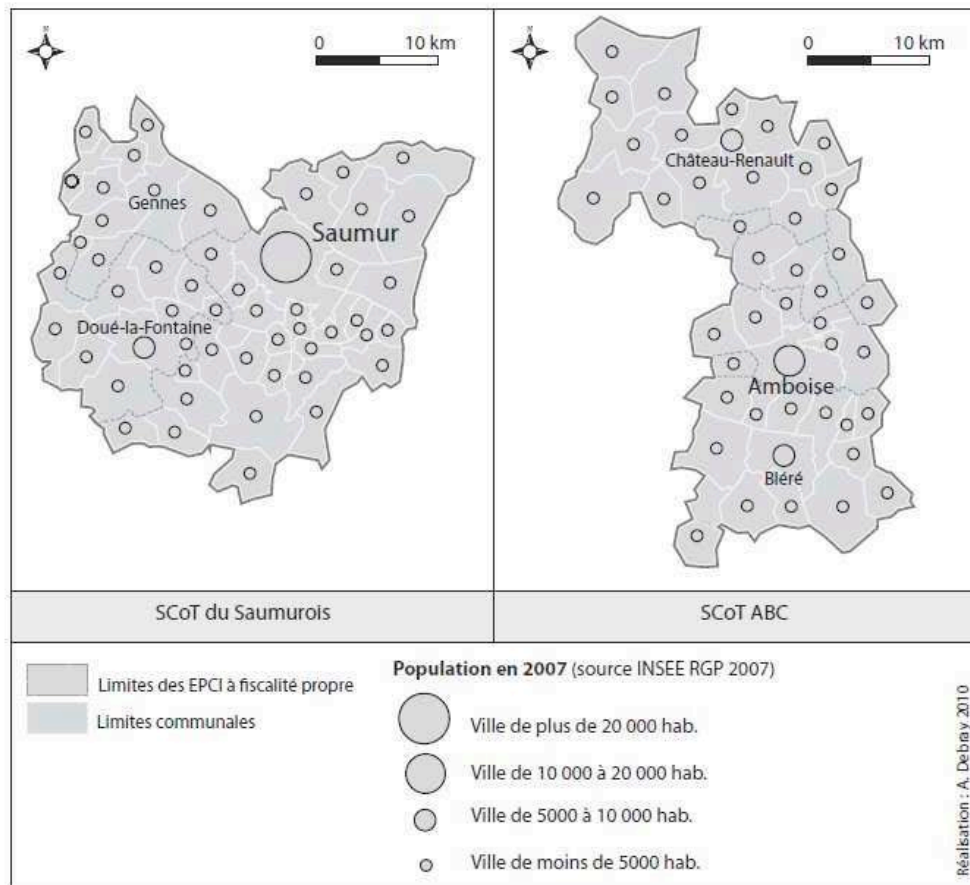 0 10 km
Gennes
Saumur
Doué-la-Fontaine
0 10 km
Château-Renault
Amboise
Bléré
SCoT du Saumurois
SCoT ABC
Limites des EPCI à fiscalité propre
Limites communales
Population en 2007 (source INSEE RGP 2007)
Ville de plus de 20 000 hab.
Ville de 10 000 à 20 000 hab.
Ville de 5000 à 10 000 hab.
Ville de moins de 5000 hab.
Réalisation : A. Debray 2010